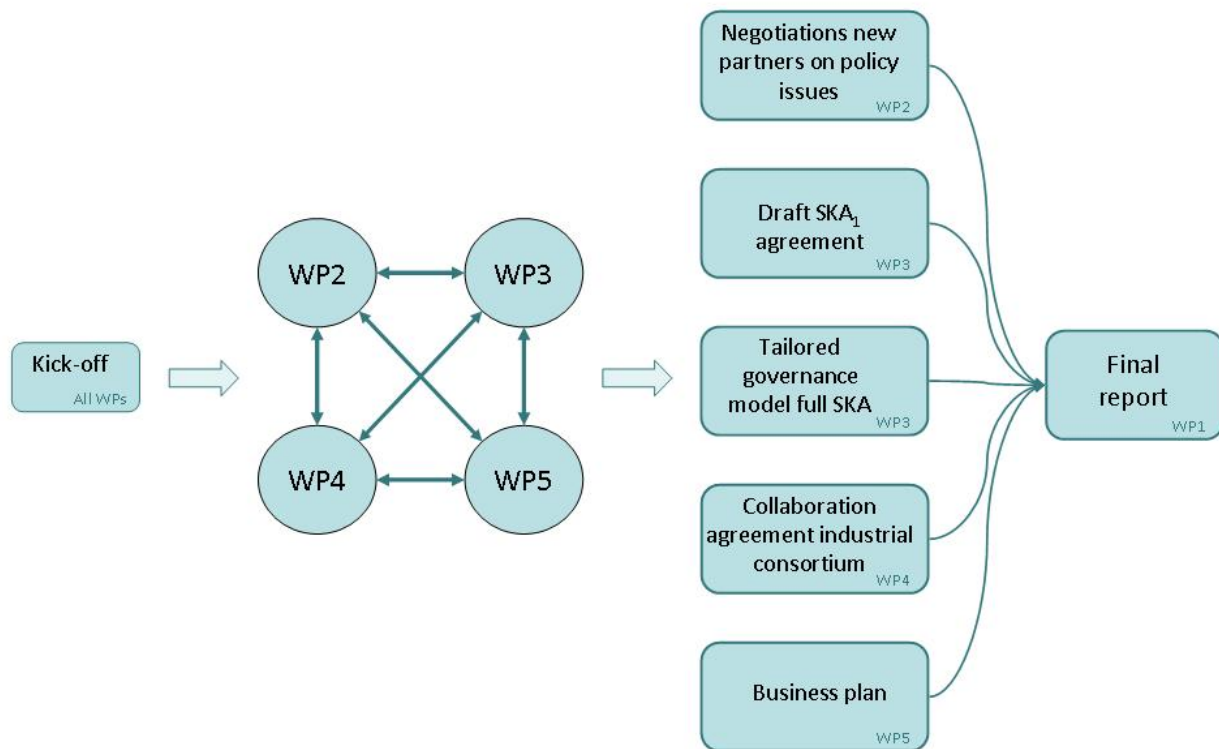 Kick-off
All WPs
WP2
WP3
WP4
WP5
Negotiations new
partners on policy
issues
WP2
Draft SKA₁
agreement
WP3
Tailored
governance
model full SKA
WP3
Collaboration
agreement industrial
consortium
WP4
Business plan
WP5
Final
report
WP1